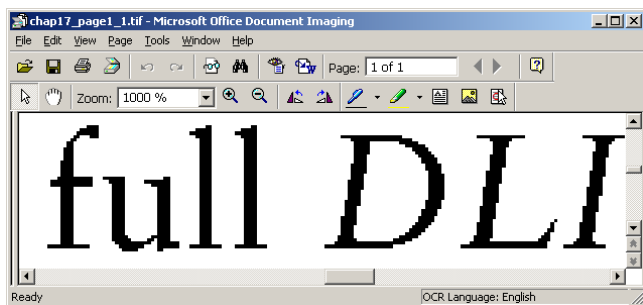 chap17_page1_1.tif - Microsoft Office Document Imaging
File Edit View Page Tools Window Help
Page: 1 of 1
Zoom: 1000 %
full DLI
Ready OCR Language: English